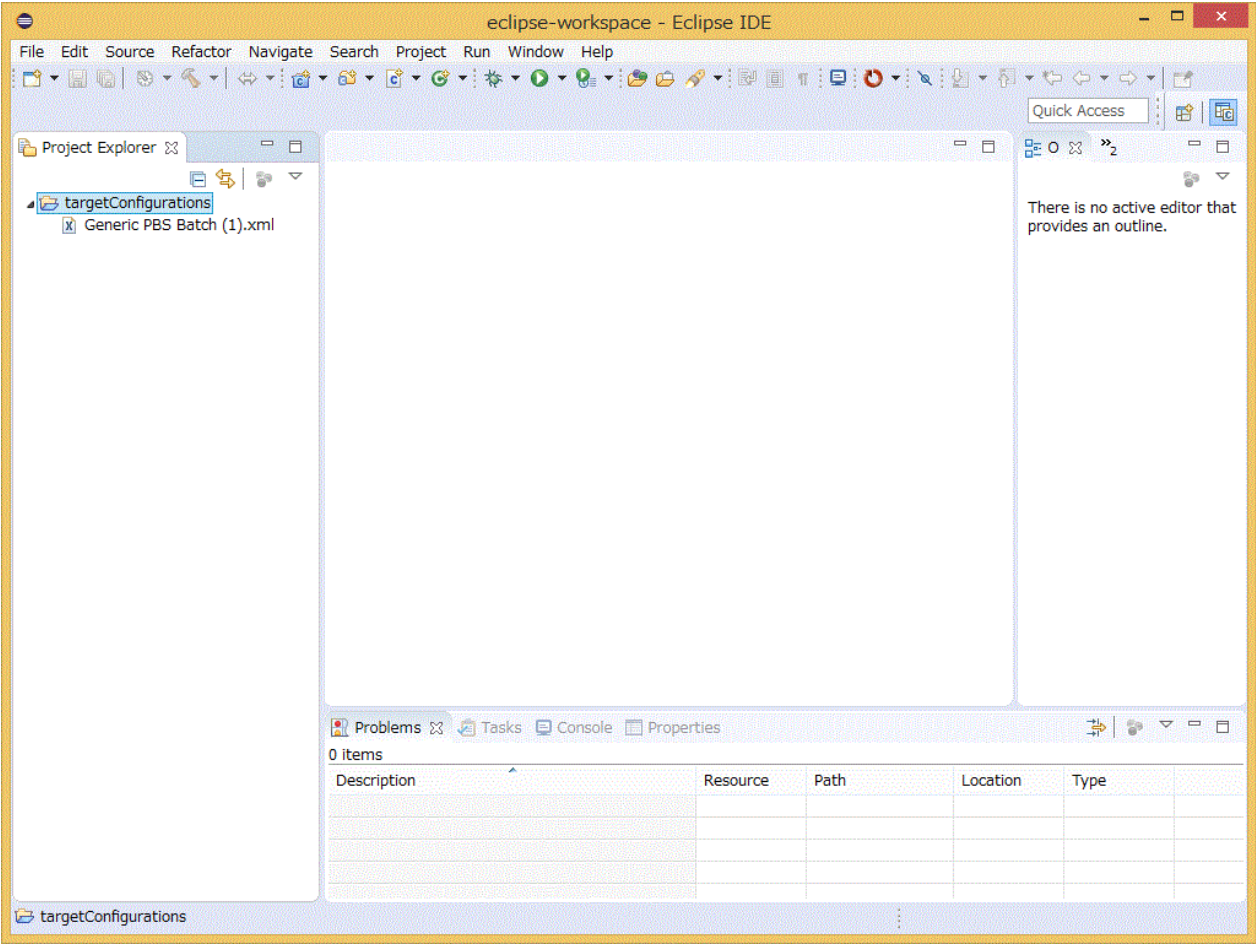 eclipse-workspace - Eclipse IDE
File Edit Source Refactor Navigate Search Project Run Window Help
Quick Access
Project Explorer
targetConfigurations
Generic PBS Batch (1).xml
O
»2
There is no active editor that
provides an outline.
Problems Tasks Console Properties
0 items
Description Resource Path Location Type
targetConfigurations